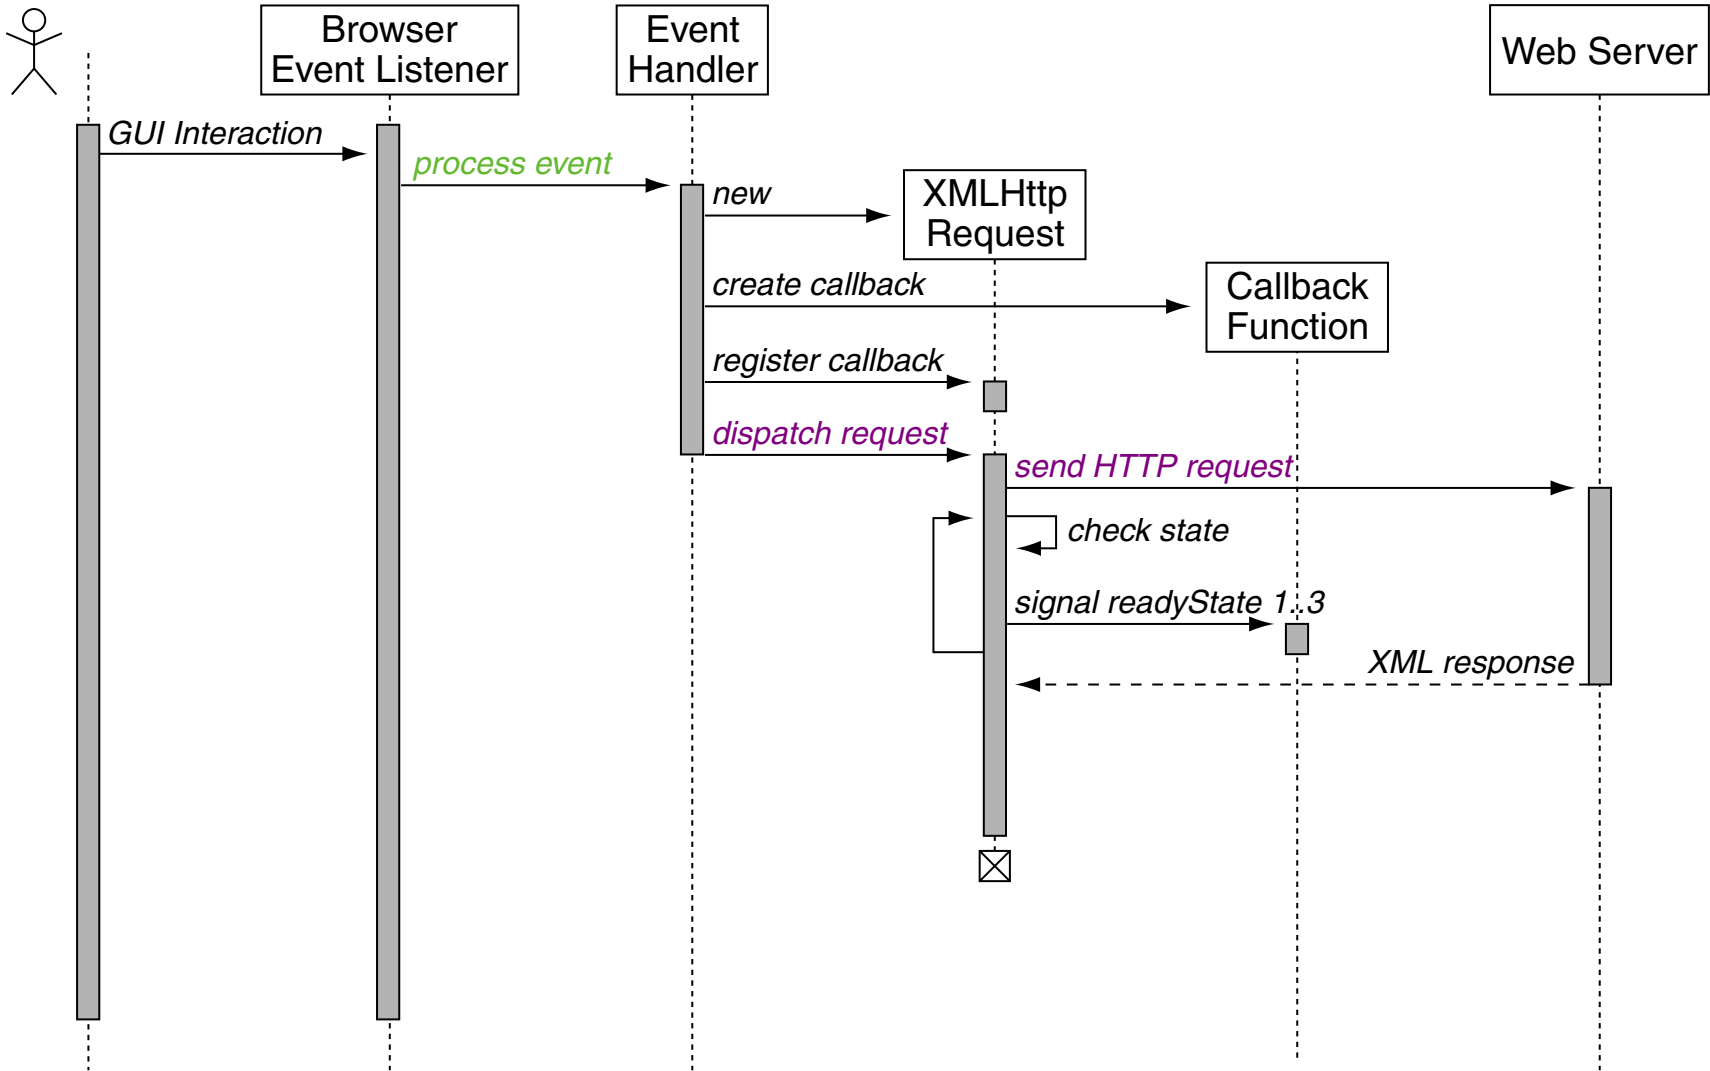 Browser
Event Listener
Event
Handler
Web Server
GUI Interaction
process event
new
XMLHttp
Request
create callback
Callback
Function
register callback
dispatch request
send HTTP request
check state
signal readyState 1..3
XML response